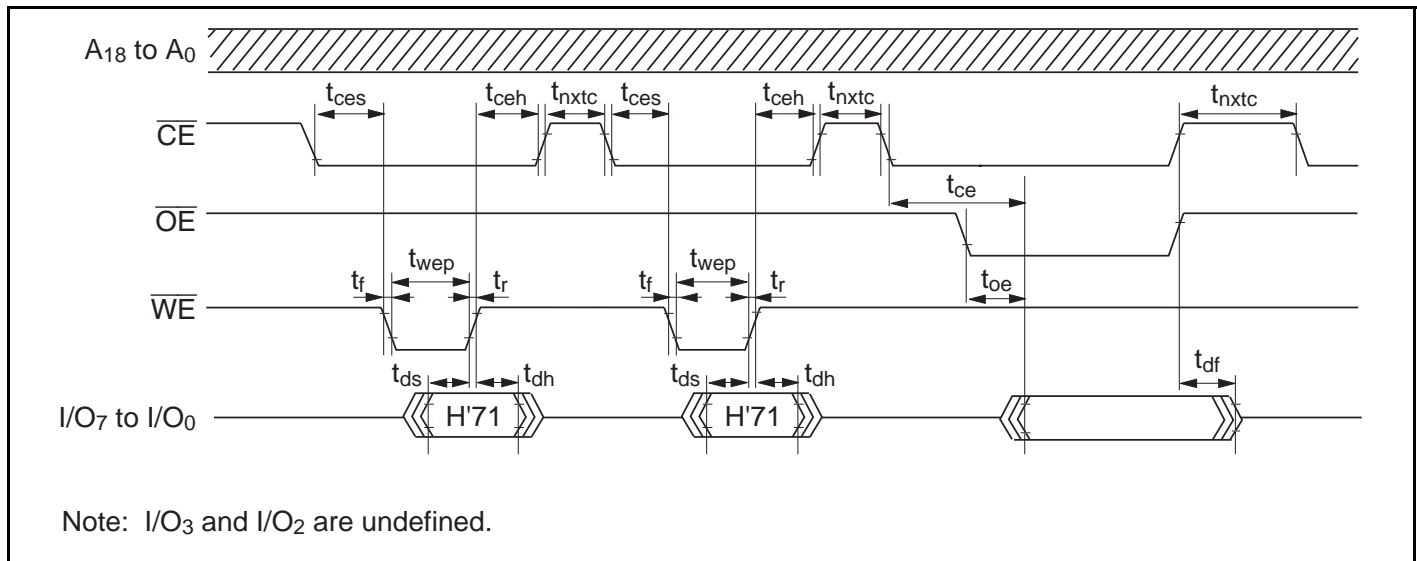 A18 to A0
tces tceh tnxtc tces tceh tnxtc tnxtc
CE
tce
OE
tf twep tr tf twep tr toe
WE
tds tdh tds tdh tdf
I/O7 to I/O0 H'71 H'71
Note: I/O3 and I/O2 are undefined.